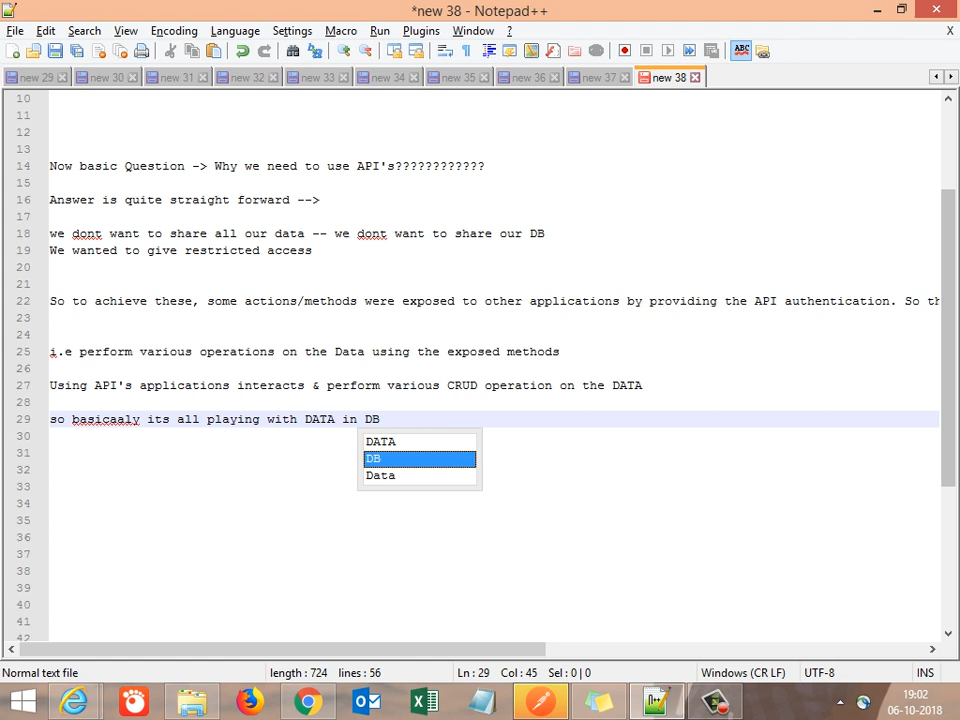 *new 38 - Notepad++
File Edit Search View Encoding Language Settings Macro Run Plugins Window ? X
ABC
new 29 new 30 new 31 new 32 new 33 new 34 new 35 new 36 new 37 new 38
10
11
12
13
14 Now basic Question -> Why we need to use API's????????????
15
16 Answer is quite straight forward -->
17
18 we dont want to share all our data -- we dont want to share our DB
19 We wanted to give restricted access
20
21
22 So to achieve these, some actions/methods were exposed to other applications by providing the API authentication. So th
23
24
25 i.e perform various operations on the Data using the exposed methods
26
27 Using API's applications interacts & perform various CRUD operation on the DATA
28
29 so basicaaly its all playing with DATA in DB
30
DATA
31
DB
32
Data
33
34
35
36
37
38
39
40
41
42
Normal text file length : 724 lines : 56 Ln : 29 Col : 45 Sel : 0 | 0 Windows (CR LF) UTF-8 INS
19:02
06-10-2018